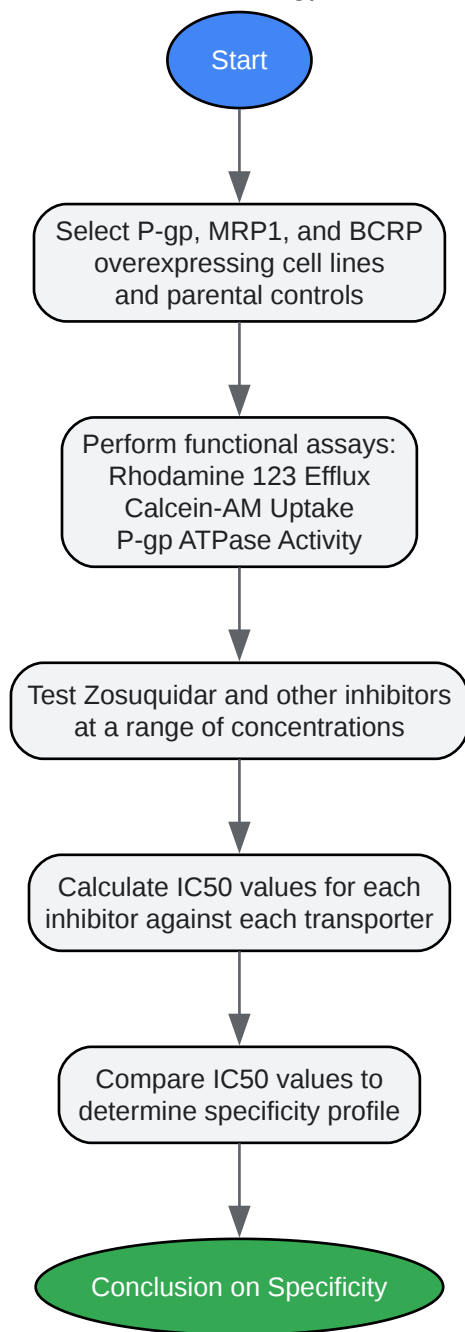 Start
Select P-gp, MRP1, and BCRP
overexpressing cell lines
and parental controls
Perform functional assays:
Rhodamine 123 Efflux
Calcein-AM Uptake
P-gp ATPase Activity
Test Zosuquidar and other inhibitors
at a range of concentrations
Calculate IC50 values for each
inhibitor against each transporter
Compare IC50 values to
determine specificity profile
Conclusion on Specificity